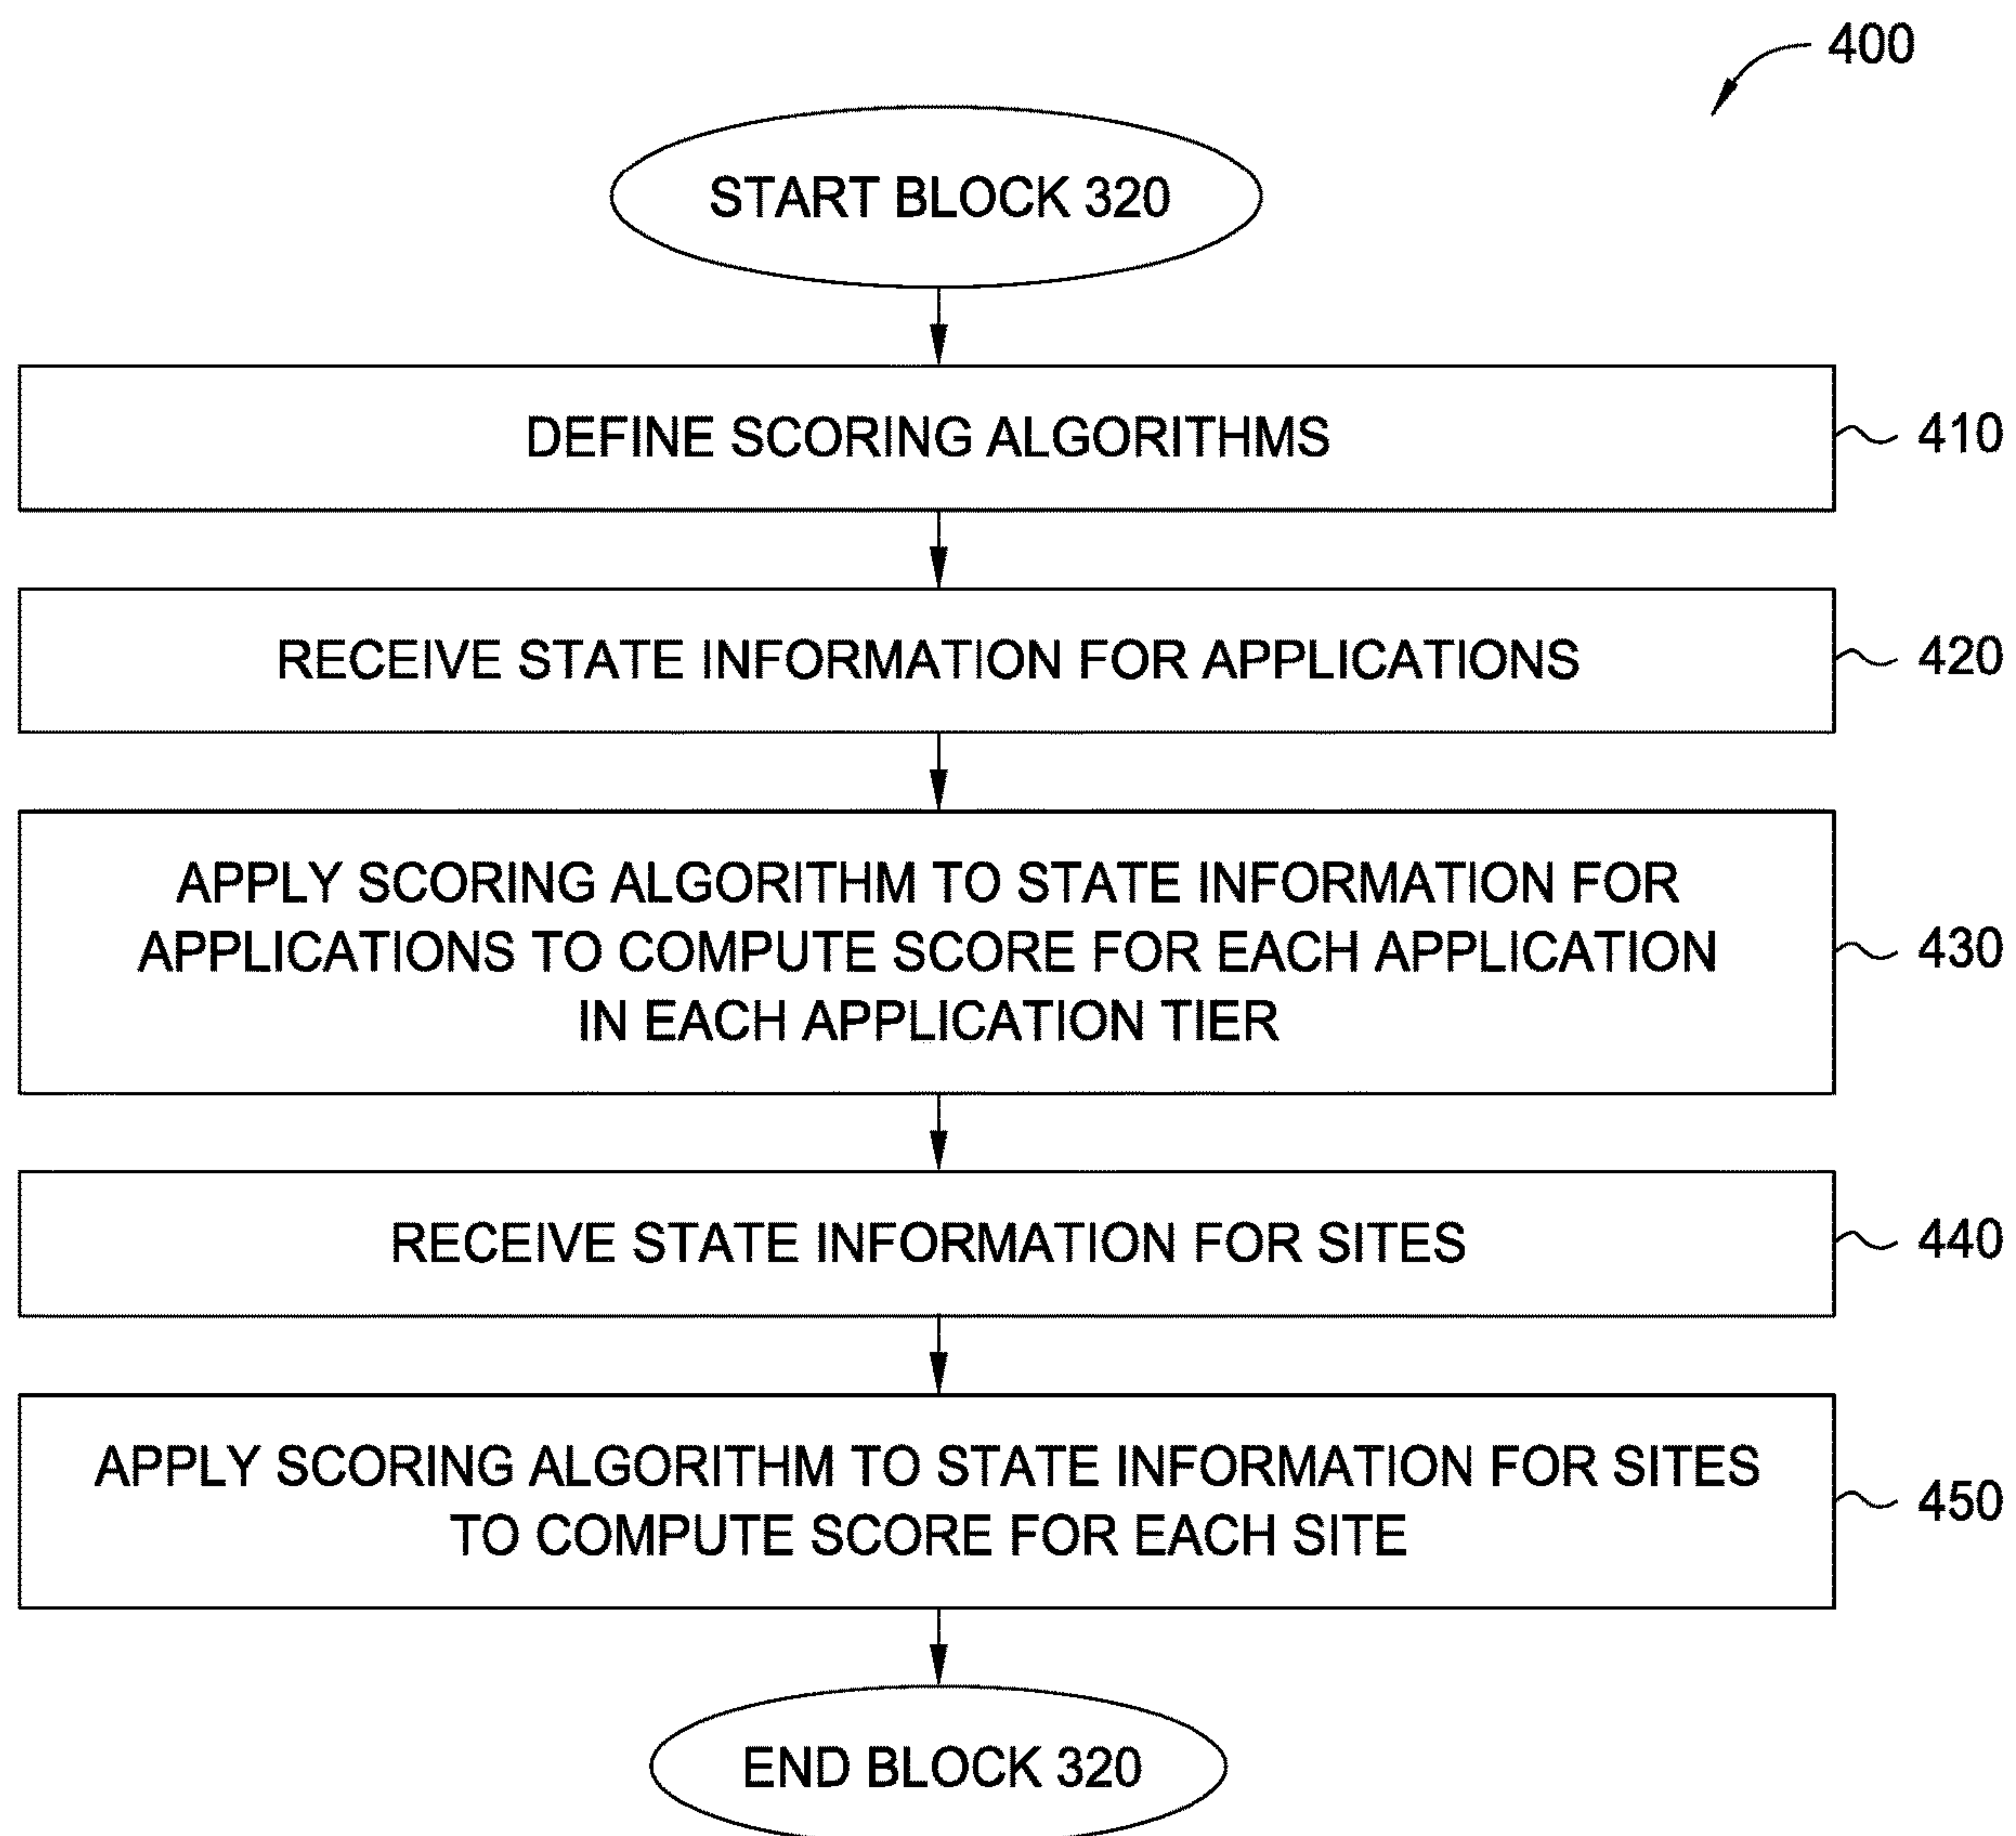 400
START BLOCK 320
DEFINE SCORING ALGORITHMS
410
RECEIVE STATE INFORMATION FOR APPLICATIONS
420
APPLY SCORING ALGORITHM TO STATE INFORMATION FOR
APPLICATIONS TO COMPUTE SCORE FOR EACH APPLICATION
IN EACH APPLICATION TIER
430
RECEIVE STATE INFORMATION FOR SITES
440
APPLY SCORING ALGORITHM TO STATE INFORMATION FOR SITES
TO COMPUTE SCORE FOR EACH SITE
450
END BLOCK 320